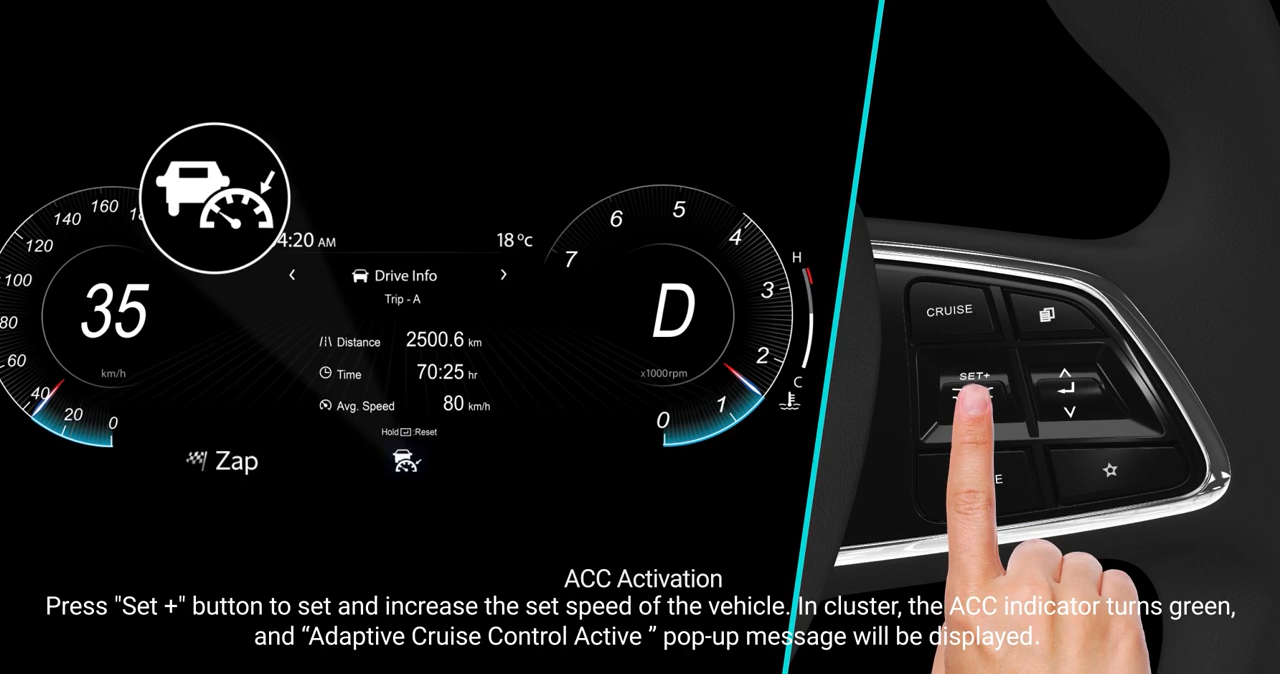 160
140
18
120
100
80
60
40
20
0
35
km/h
4:20 AM
18 ºc
Drive Info
Trip - A
Distance 2500.6 km
Time 70:25 hr
Avg. Speed 80 km/h
Hold :Reset
Zap
7
6
5
4
3
2
1
0
D
x1000rpm
H
C
CRUISE
SET+
E
ACC Activation
Press "Set +" button to set and increase the set speed of the vehicle. In cluster, the ACC indicator turns green,
and “Adaptive Cruise Control Active ” pop-up message will be displayed.